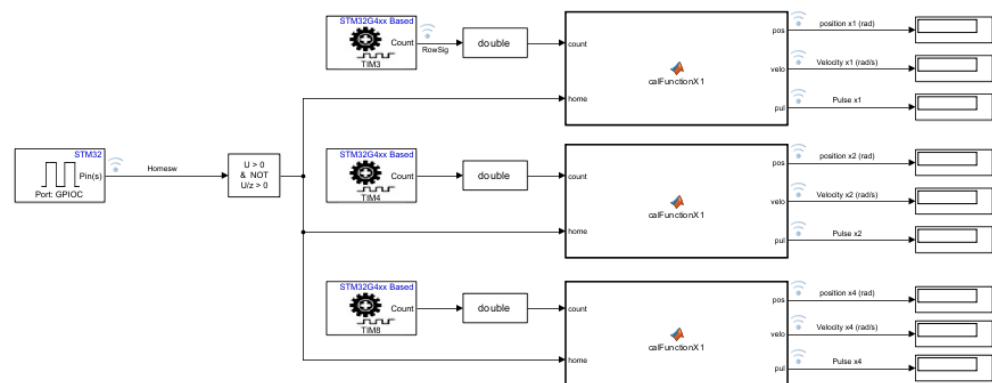 STM32G4xx Based
Count
TIM3
RowSig
double
count
home
calFunctionX1
pos
velo
pul
position x1 (rad)
Velocity x1 (rad/s)
Pulse x1
STM32
Pin(s)
Port: GPIOC
Homesw
U > 0
& NOT
U/z > 0
STM32G4xx Based
Count
TIM4
double
count
home
calFunctionX1
pos
velo
pul
position x2 (rad)
Velocity x2 (rad/s)
Pulse x2
STM32G4xx Based
Count
TIM8
double
count
home
calFunctionX1
pos
velo
pul
position x4 (rad)
Velocity x4 (rad/s)
Pulse x4